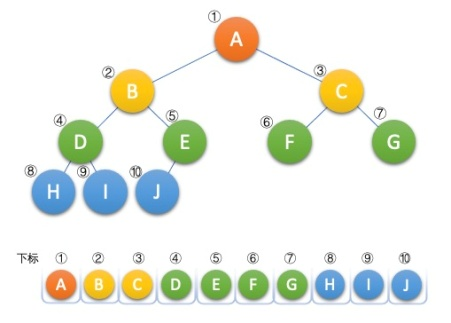 ①
A
② ③
B C
④ ⑤ ⑥ ⑦
D E F G
⑧ ⑨ ⑩
H I J
下标 ① ② ③ ④ ⑤ ⑥ ⑦ ⑧ ⑨ ⑩
A B C D E F G H I J